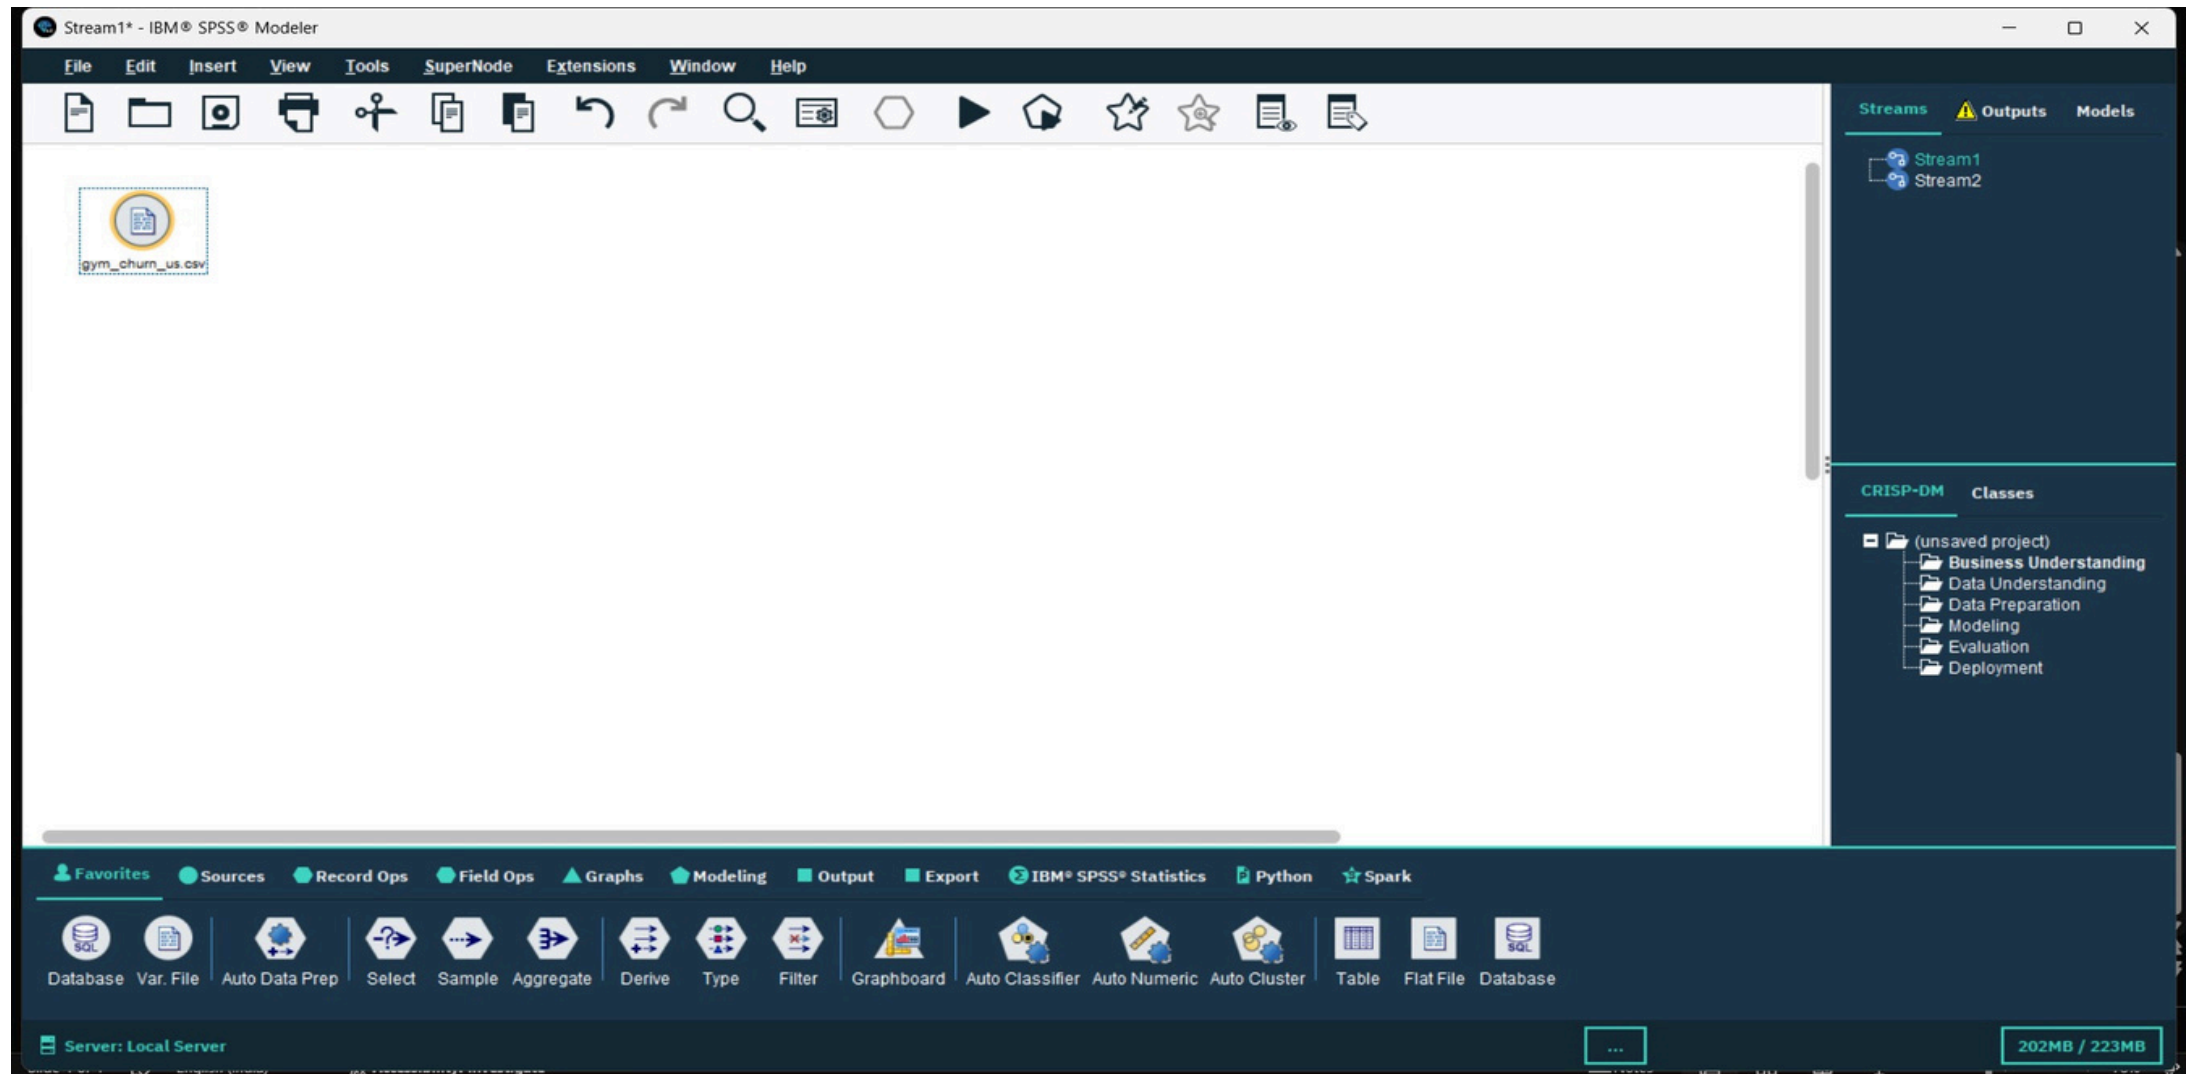 Stream1* - IBM® SPSS® Modeler
File Edit Insert View Tools SuperNode Extensions Window Help
Streams Outputs Models
Stream1
Stream2
gym_churn_us.csv
CRISP-DM Classes
(unsaved project)
Business Understanding
Data Understanding
Data Preparation
Modeling
Evaluation
Deployment
Favorites Sources Record Ops Field Ops Graphs Modeling Output Export IBM® SPSS® Statistics Python Spark
SQL SQL
Database Var. File Auto Data Prep Select Sample Aggregate Derive Type Filter Graphboard Auto Classifier Auto Numeric Auto Cluster Table Flat File Database
Server: Local Server ... 202MB / 223MB